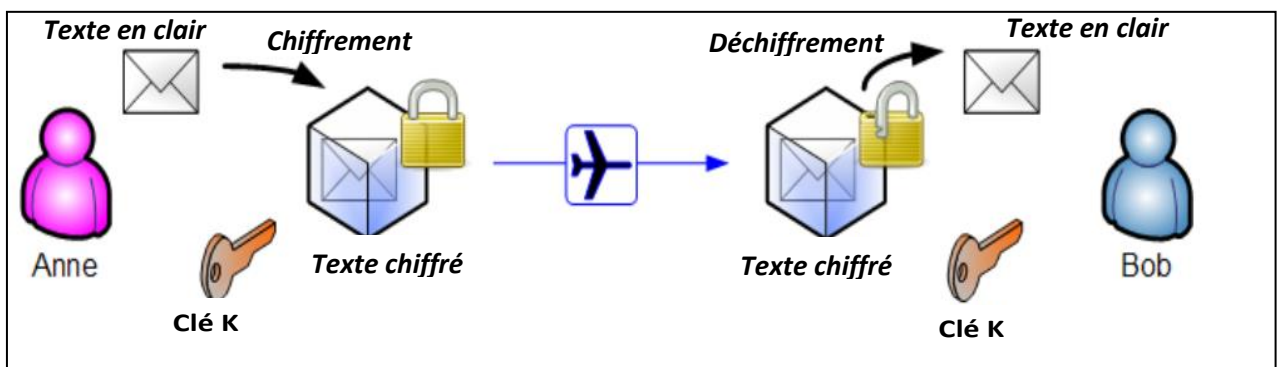 Texte en clair
Chiffrement
Déchiffrement
Texte en clair
Anne
Texte chiffré
Texte chiffré
Bob
Clé K
Clé K